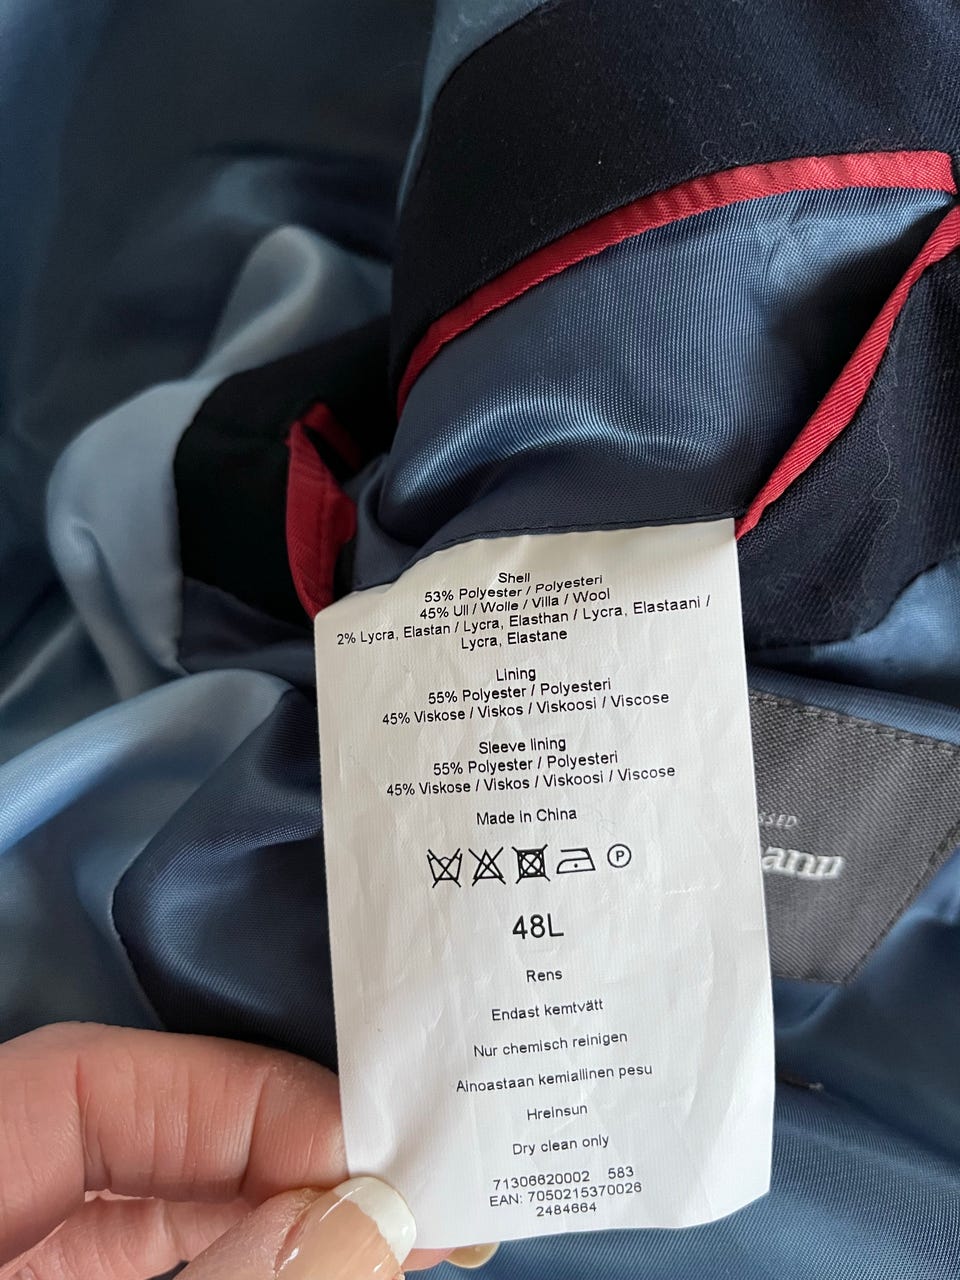 Shell
53% Polyester / Polyesteri
45% Ull / Wolle / Villa / Wool
2% Lycra, Elastan / Lycra, Elasthan / Lycra, Elastaani /
Lycra, Elastane
Lining
55% Polyester / Polyesteri
45% Viskose / Viskos / Viskoosi / Viscose
Sleeve lining
55% Polyester / Polyesteri
45% Viskose / Viskos / Viskoosi / Viscose
Made in China
P
48L
Rens
Endast kemtvätt
Nur chemisch reinigen
Ainoastaan kemiallinen pesu
Hreinsun
Dry clean only
71306620002 583
EAN: 7050215370026
2484664